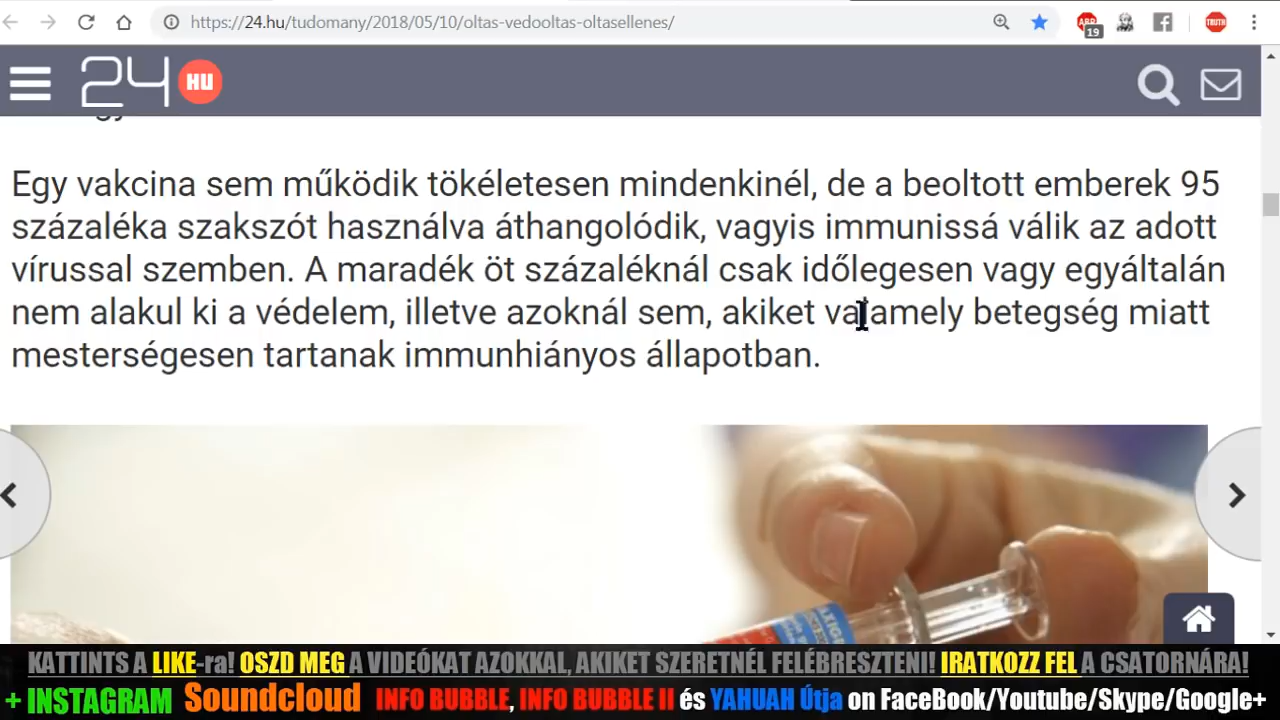 https://24.hu/tudomany/2018/05/10/oltas-vedooltas-oltasellenes/
ABP
19
TRUTH
24
HU
Egy vakcina sem működik tökéletesen mindenkinél, de a beoltott emberek 95
százaléka szakszót használva áthangolódik, vagyis immunissá válik az adott
vírussal szemben. A maradék öt százaléknál csak időlegesen vagy egyáltalán
nem alakul ki a védelem, illetve azoknál sem, akiket valamely betegség miatt
mesterségesen tartanak immunhiányos állapotban.
KATTINTS A LIKE-ra! OSZD MEG A VIDEÓKAT AZOKKAL, AKIKET SZERETNÉL FELÉBRESZTENI! IRATKOZZ FEL A CSATORNÁRA!
+ INSTAGRAM Soundcloud INFO BUBBLE, INFO BUBBLE II és YAHUAH Útja on FaceBook/Youtube/Skype/Google+